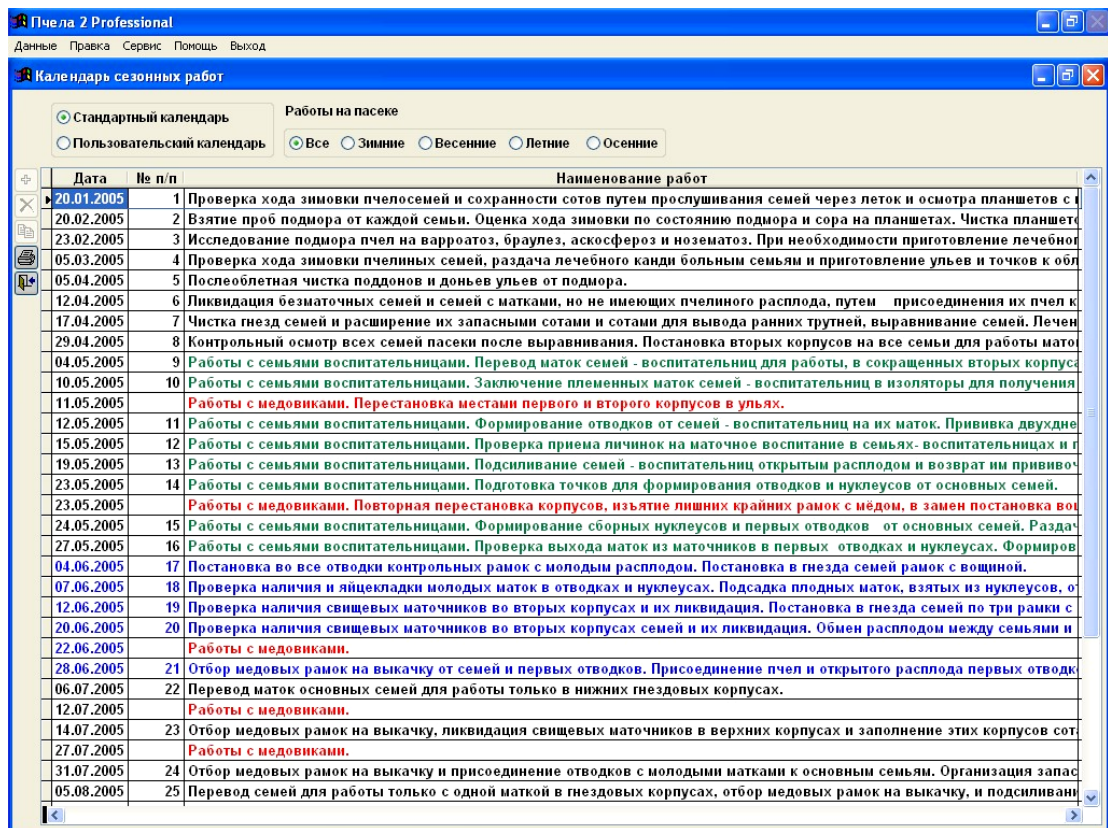 Пчела 2 Professional
Данные Правка Сервис Помощь Выход
Календарь сезонных работ
Стандартный календарь
Пользовательский календарь
Работы на пасеке
Все Зимние Весенние Летние Осенние
Дата № п/п Наименование работ
20.01.2005 1 Проверка хода зимовки пчелосемей и сохранности сотов путем прослушивания семей через леток и осмотра планшетов с
20.02.2005 2 Взятие проб подмора от каждой семьи. Оценка хода зимовки по состоянию подмора и сора на планшетах. Чистка
23.02.2005 3 Исследование подмора пчел на варроатоз, браулез, аскосфероз и нозематоз. При необходимости приготовление
05.03.2005 4 Проверка хода зимовки пчелиных семей, раздача лечебного канди больным семьям и приготовление ульев и точков к
05.04.2005 5 Послеоблетная чистка поддонов и доньев ульев от подмора.
12.04.2005 6 Ликвидация безматочных семей и семей с матками, но не имеющих пчелиного расплода, путем присоединения их пчел к
17.04.2005 7 Чистка гнезд семей и расширение их запасными сотами и сотами для вывода ранних трутней, выравнивание семей.
29.04.2005 8 Контрольный осмотр всех семей пасеки после выравнивания. Постановка вторых корпусов на все семьи для работы
04.05.2005 9 Работы с семьями воспитательницами. Перевод маток семей - воспитательниц для работы, в сокращенных вторых
10.05.2005 10 Работы с семьями воспитательницами. Заключение племенных маток семей - воспитательниц в изоляторы для получения
11.05.2005 Работы с медовиками. Перестановка местами первого и второго корпусов в ульях.
12.05.2005 11 Работы с семьями воспитательницами. Формирование отводков от семей - воспитательниц на их маток. Прививка
15.05.2005 12 Работы с семьями воспитательницами. Проверка приема личинок на маточное воспитание в семьях- воспитательницах и
19.05.2005 13 Работы с семьями воспитательницами. Подсиливание семей - воспитательниц открытым расплодом и возврат им
23.05.2005 14 Работы с семьями воспитательницами. Подготовка точков для формирования отводков и нуклеусов от основных семей.
23.05.2005 Работы с медовиками. Повторная перестановка корпусов, изъятие лишних крайних рамок с мёдом, в замен постановка
24.05.2005 15 Работы с семьями воспитательницами. Формирование сборных нуклеусов и первых отводков от основных семей.
27.05.2005 16 Работы с семьями воспитательницами. Проверка выхода маток из маточников в первых отводках и нуклеусах.
04.06.2005 17 Постановка во все отводки контрольных рамок с молодым расплодом. Постановка в гнезда семей рамок с вощиной.
07.06.2005 18 Проверка наличия и яйцекладки молодых маток в отводках и нуклеусах. Подсадка плодных маток, взятых из нуклеусов,
12.06.2005 19 Проверка наличия свищевых маточников во вторых корпусах и их ликвидация. Постановка в гнезда семей по три рамки с
20.06.2005 20 Проверка наличия свищевых маточников во вторых корпусах семей и их ликвидация. Обмен расплодом между семьями и
22.06.2005 Работы с медовиками.
28.06.2005 21 Отбор медовых рамок на выкачку от семей и первых отводков. Присоединение пчел и открытого расплода первых
06.07.2005 22 Перевод маток основных семей для работы только в нижних гнездовых корпусах.
12.07.2005 Работы с медовиками.
14.07.2005 23 Отбор медовых рамок на выкачку, ликвидация свищевых маточников в верхних корпусах и заполнение этих корпусов
27.07.2005 Работы с медовиками.
31.07.2005 24 Отбор медовых рамок на выкачку и присоединение отводков с молодыми матками к основным семьям. Организация
05.08.2005 25 Перевод семей для работы только с одной маткой в гнездовых корпусах, отбор медовых рамок на выкачку, и